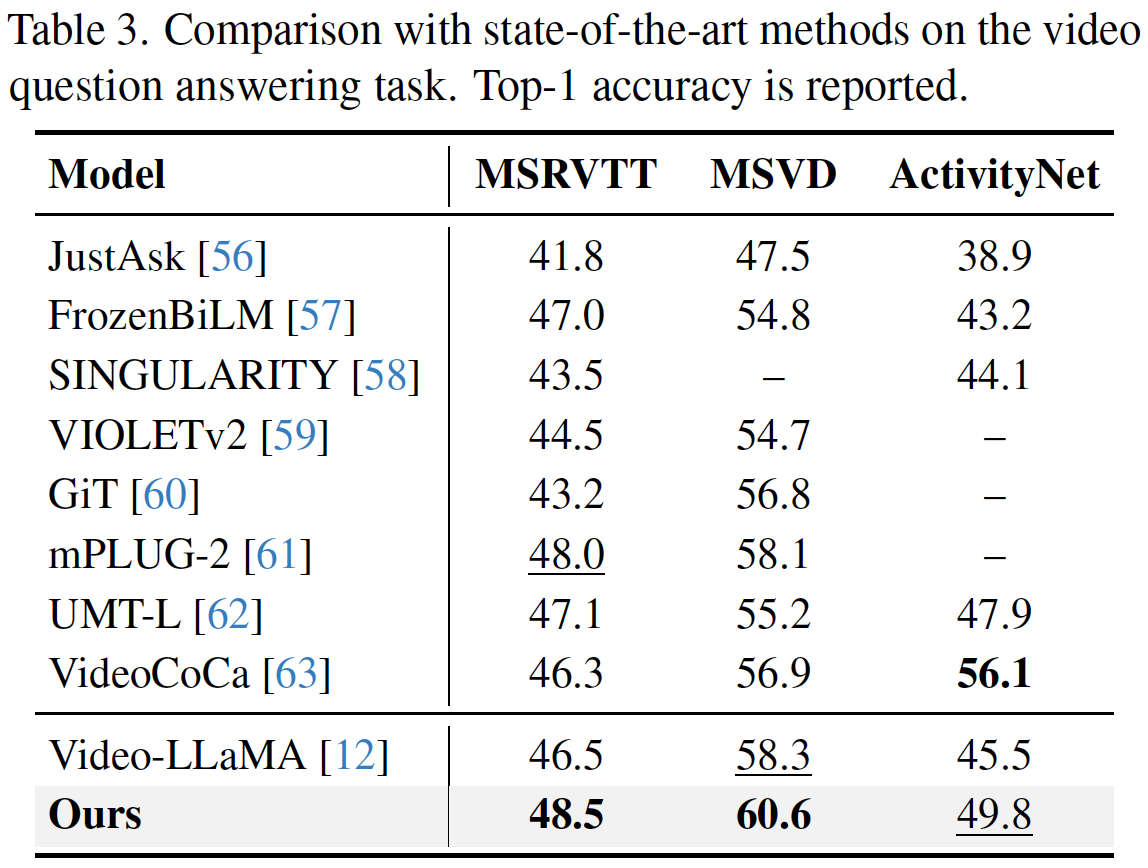 Table 3. Comparison with state-of-the-art methods on the video
question answering task. Top-1 accuracy is reported.
Model MSRVTT MSVD ActivityNet
JustAsk [56] 41.8 47.5 38.9
FrozenBiLM [57] 47.0 54.8 43.2
SINGULARITY [58] 43.5 – 44.1
VIOLETv2 [59] 44.5 54.7 –
GiT [60] 43.2 56.8 –
mPLUG-2 [61] 48.0 58.1 –
UMT-L [62] 47.1 55.2 47.9
VideoCoCa [63] 46.3 56.9 56.1
Video-LLaMA [12] 46.5 58.3 45.5
Ours 48.5 60.6 49.8